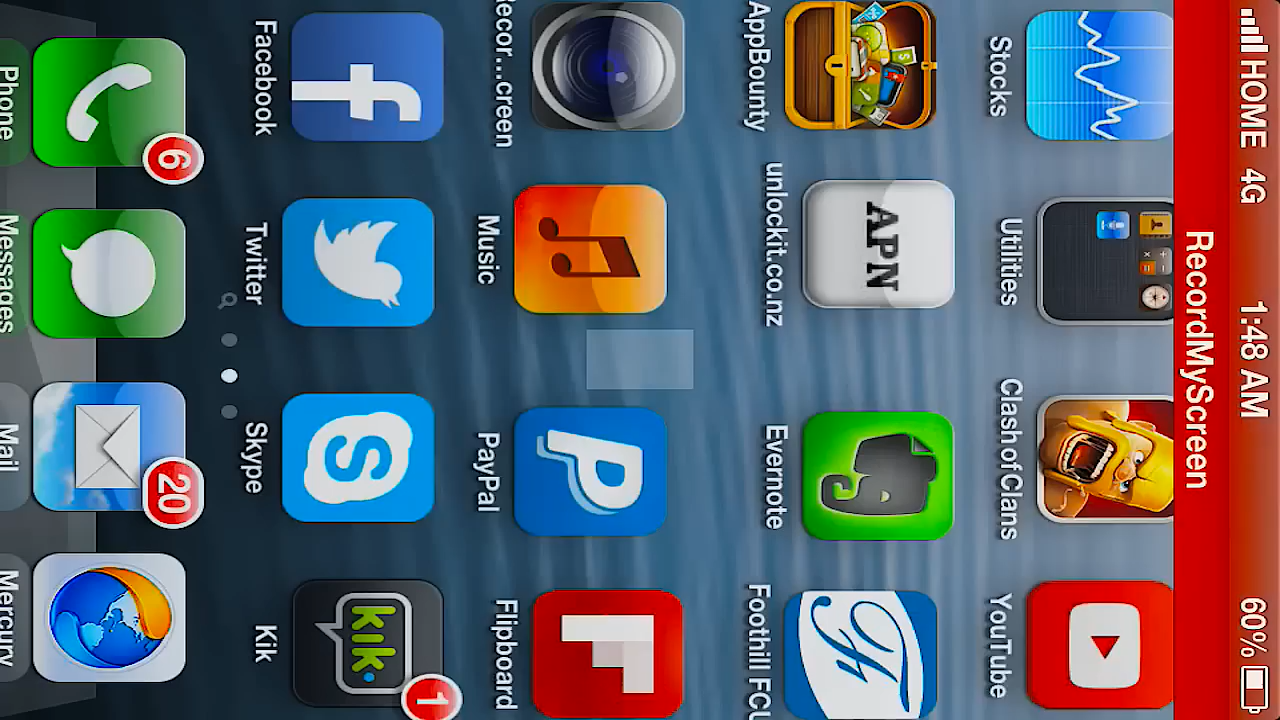 HOME 4G 1:48 AM 60%
RecordMyScreen
Stocks Utilities ClashofClans YouTube
APN
AppBounty unlockit.co.nz Evernote Foothill FCU
Recor...creen Music PayPal Flipboard
kik.
1
Facebook Twitter Skype Kik
6 20
Phone Messages Mail Mercury